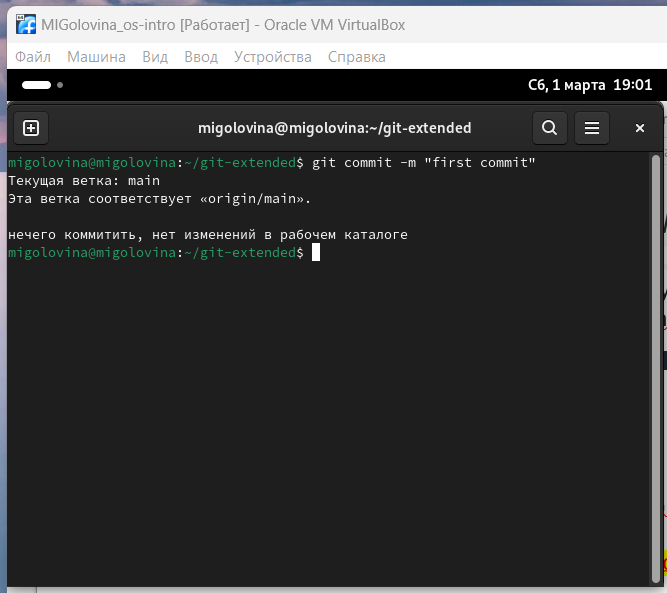 MIGolovina_os-intro [Работает] - Oracle VM VirtualBox
Файл Машина Вид Ввод Устройства Справка
Сб, 1 марта 19:01
migolovina@migolovina:~/git-extended
migolovina@migolovina:~/git-extended$ git commit -m "first commit"
Текущая ветка: main
Эта ветка соответствует «origin/main».
нечего коммитить, нет изменений в рабочем каталоге
migolovina@migolovina:~/git-extended$